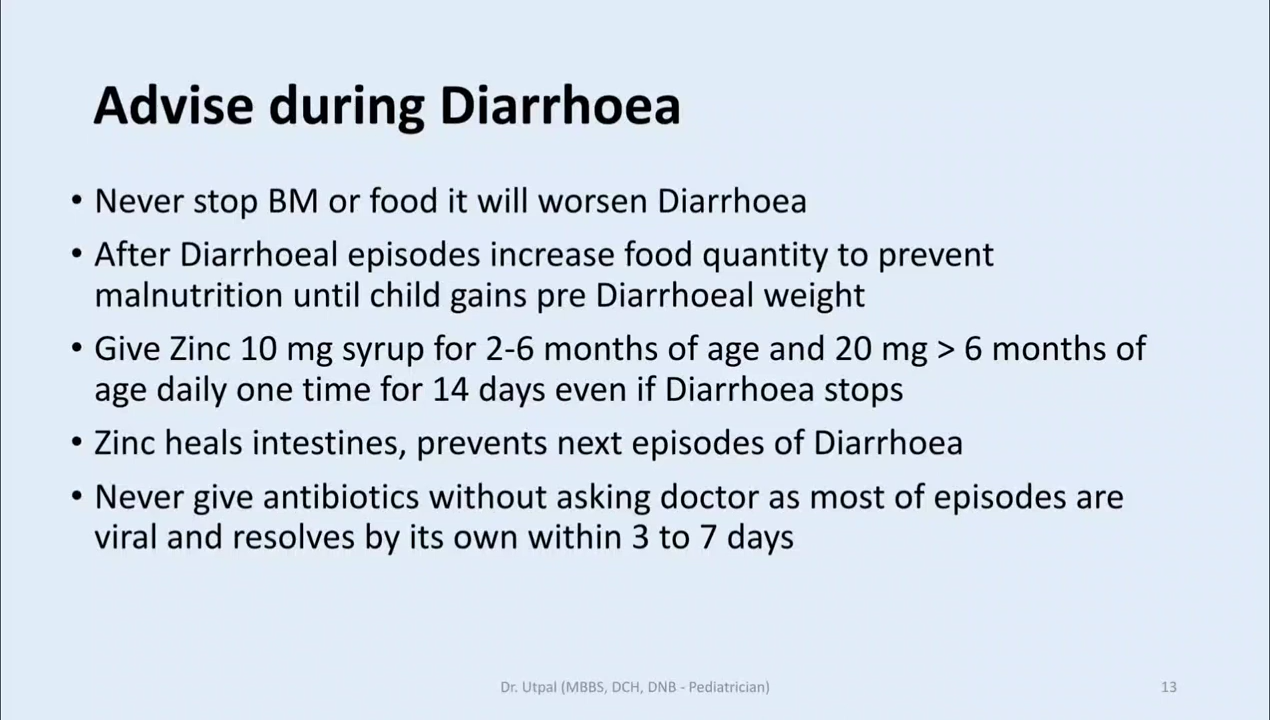 Advise during Diarrhoea
• Never stop BM or food it will worsen Diarrhoea
• After Diarrhoeal episodes increase food quantity to prevent
malnutrition until child gains pre Diarrhoeal weight
• Give Zinc 10 mg syrup for 2-6 months of age and 20 mg > 6 months of
age daily one time for 14 days even if Diarrhoea stops
• Zinc heals intestines, prevents next episodes of Diarrhoea
• Never give antibiotics without asking doctor as most of episodes are
viral and resolves by its own within 3 to 7 days
Dr. Utpal (MBBS, DCH, DNB - Pediatrician)
13